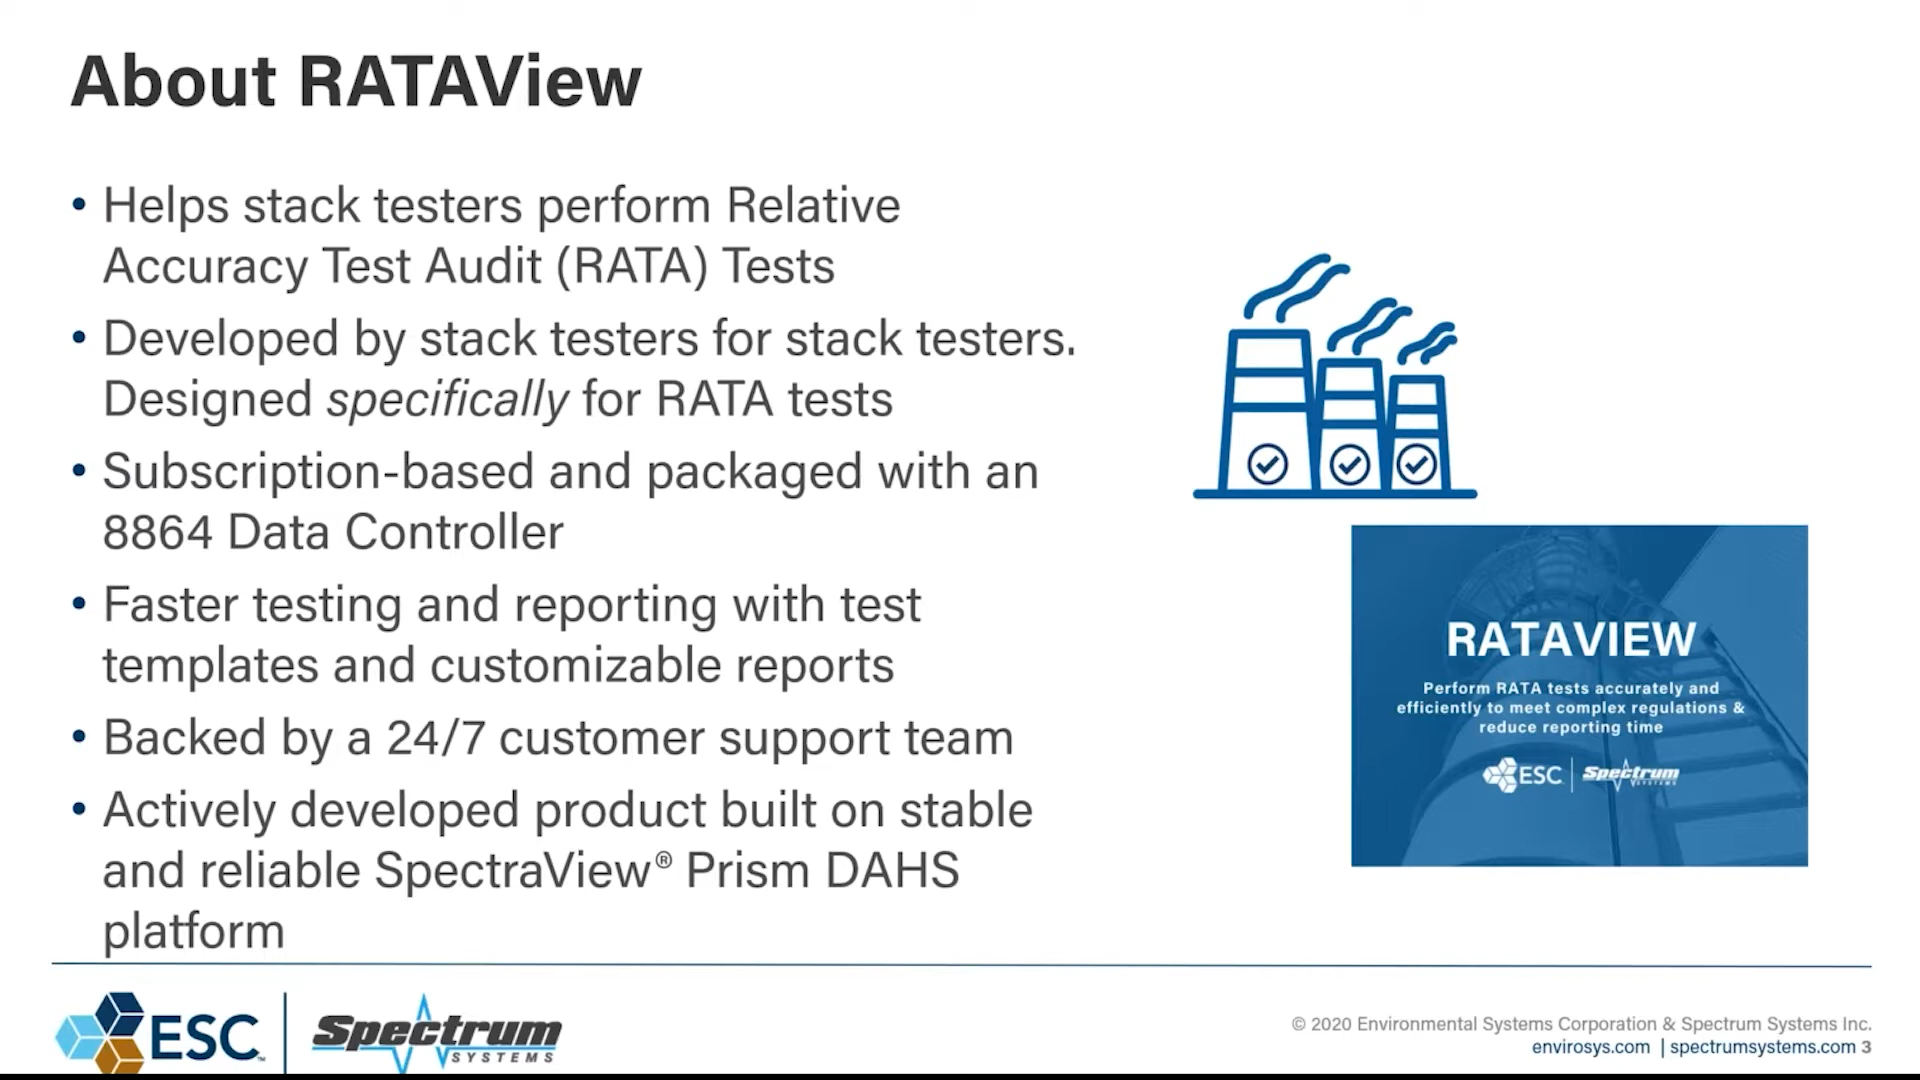 About RATAView
• Helps stack testers perform Relative
Accuracy Test Audit (RATA) Tests
• Developed by stack testers for stack testers.
Designed specifically for RATA tests
• Subscription-based and packaged with an
8864 Data Controller
• Faster testing and reporting with test
templates and customizable reports
• Backed by a 24/7 customer support team
• Actively developed product built on stable
and reliable SpectraView® Prism DAHS
platform
RATAVIEW
Perform RATA tests accurately and
efficiently to meet complex regulations &
reduce reporting time
ESC | Spectrum
SYSTEMS
ESC™ | Spectrum
SYSTEMS
© 2020 Environmental Systems Corporation & Spectrum Systems Inc.
envirosys.com | spectrumsystems.com 3